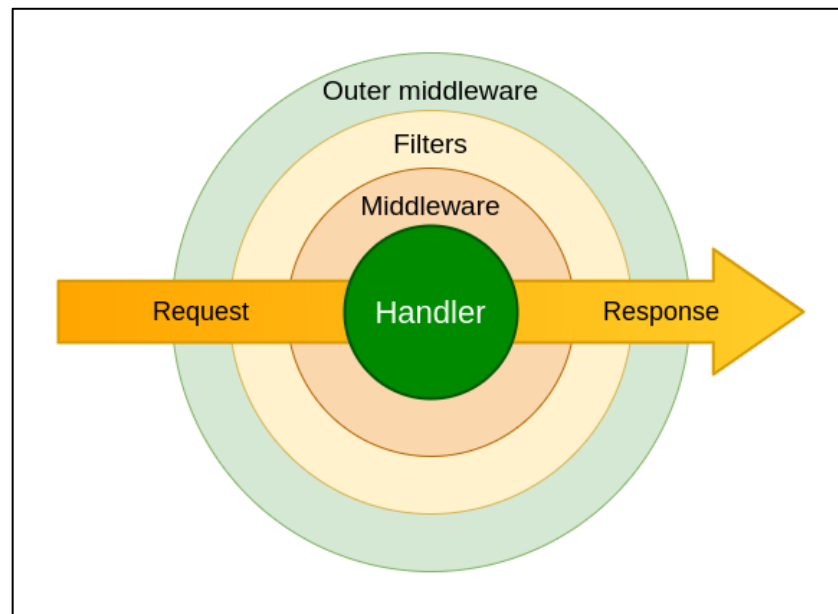 Outer middleware
Filters
Middleware
Request
Handler
Response